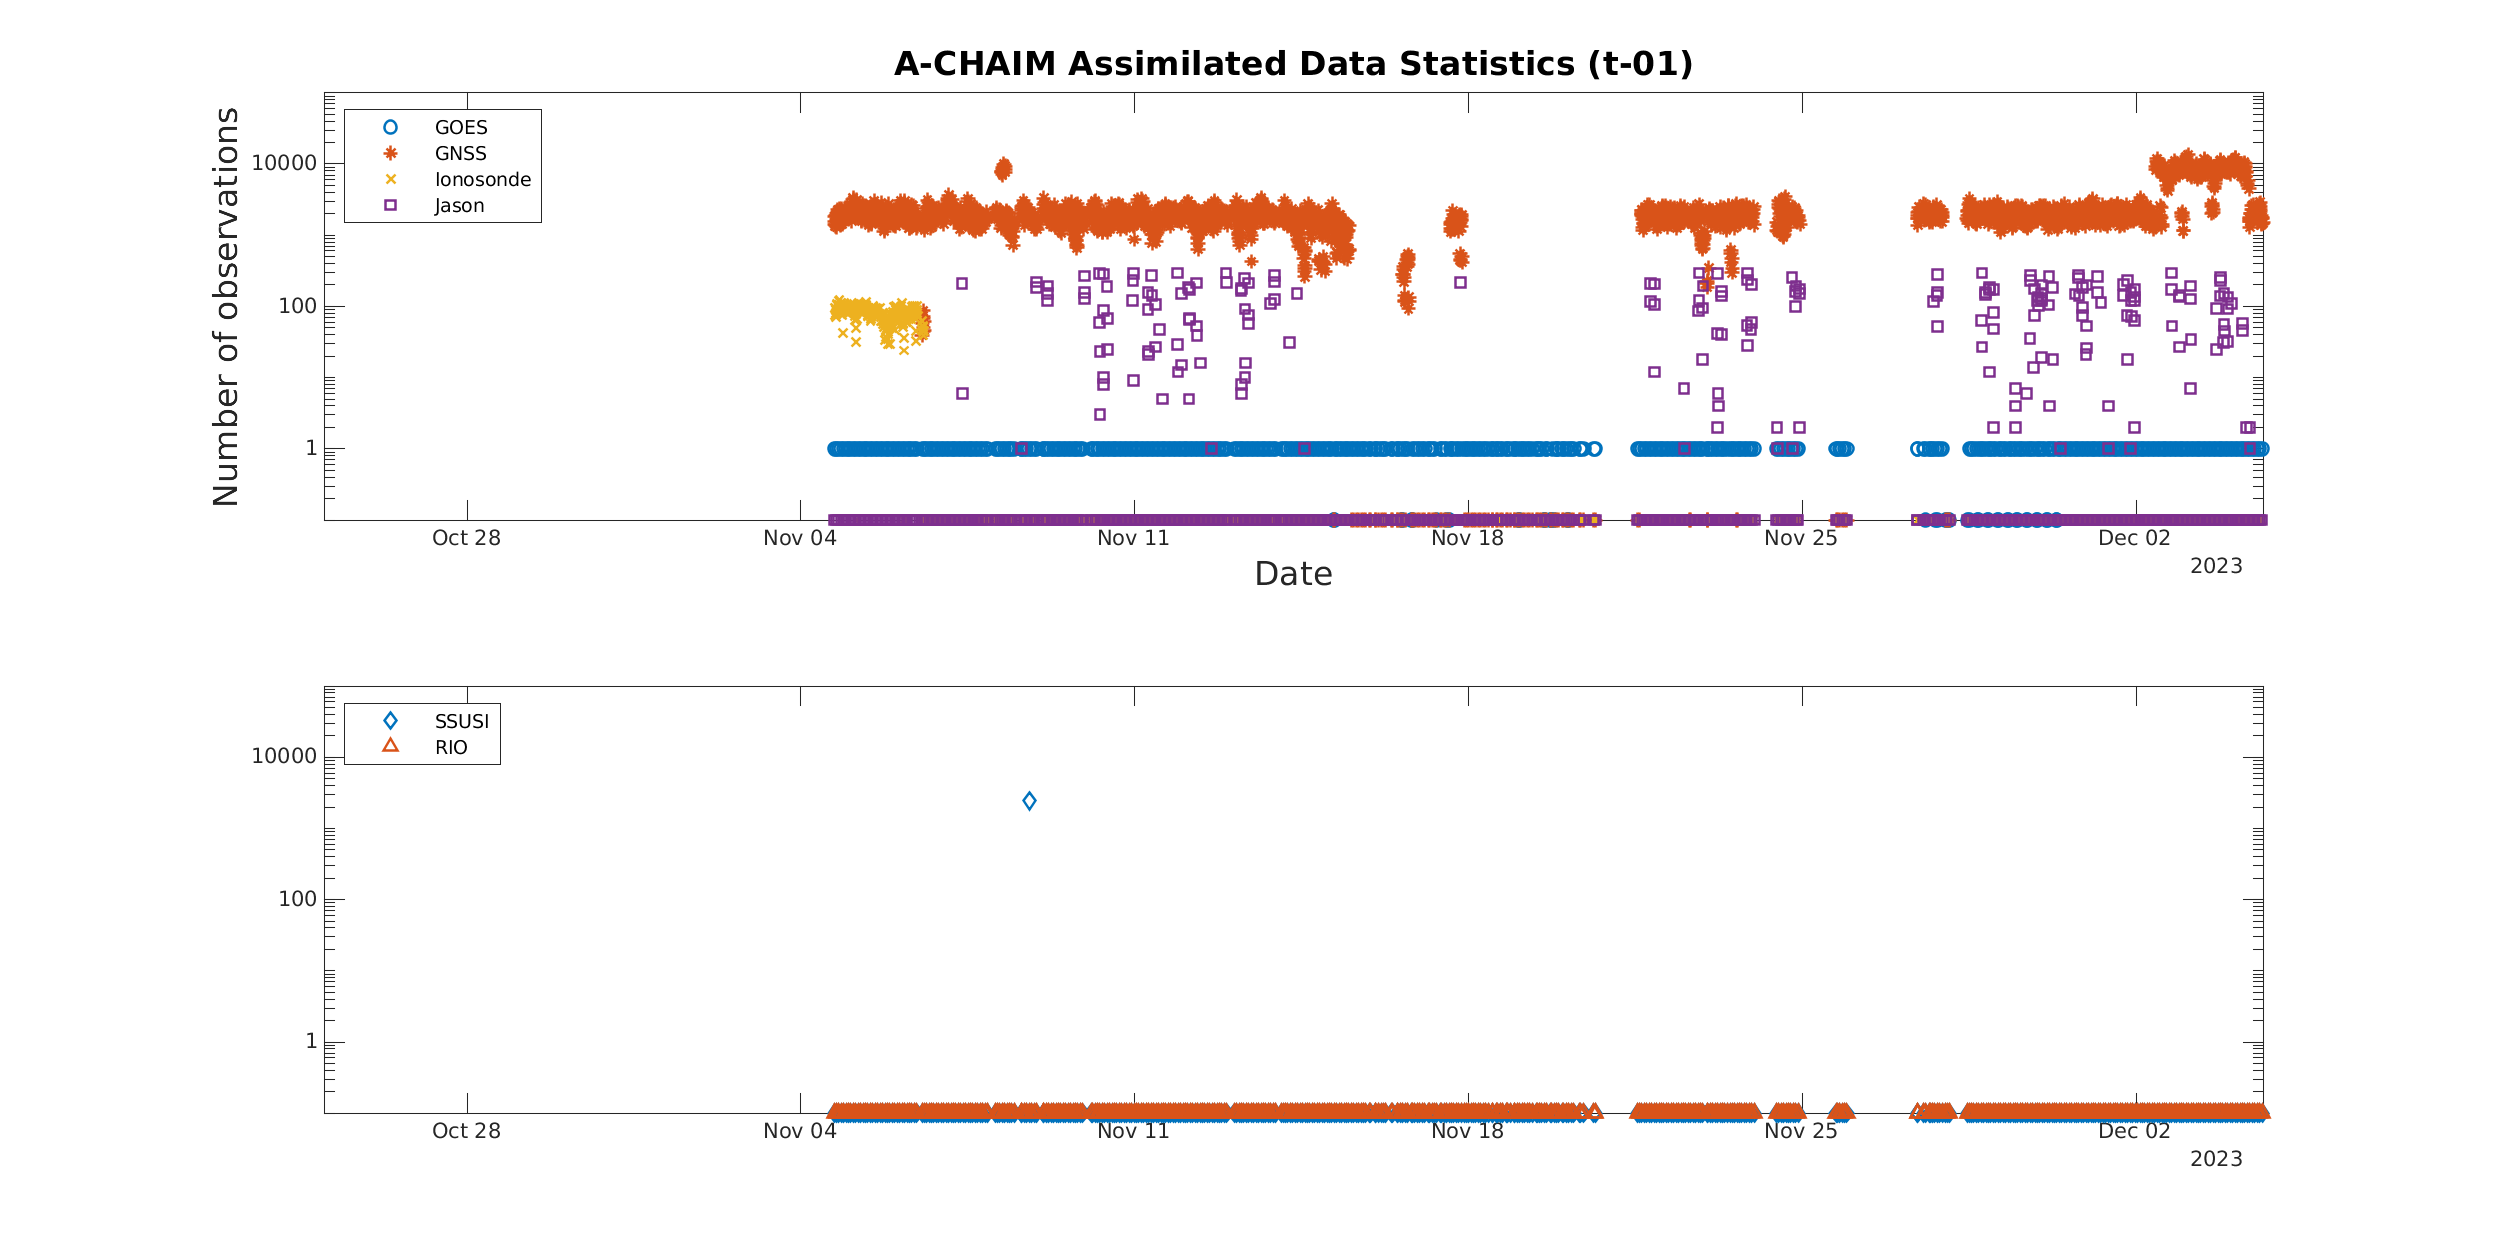 A-CHAIM Assimilated Data Statistics (t-01)
GOES
GNSS
Ionosonde
Jason
10000
100
1
Number of observations
Oct 28
Nov 04
Nov 11
Nov 18
Nov 25
Dec 02
2023
Date
SSUSI
RIO
10000
100
1
Oct 28
Nov 04
Nov 11
Nov 18
Nov 25
Dec 02
2023